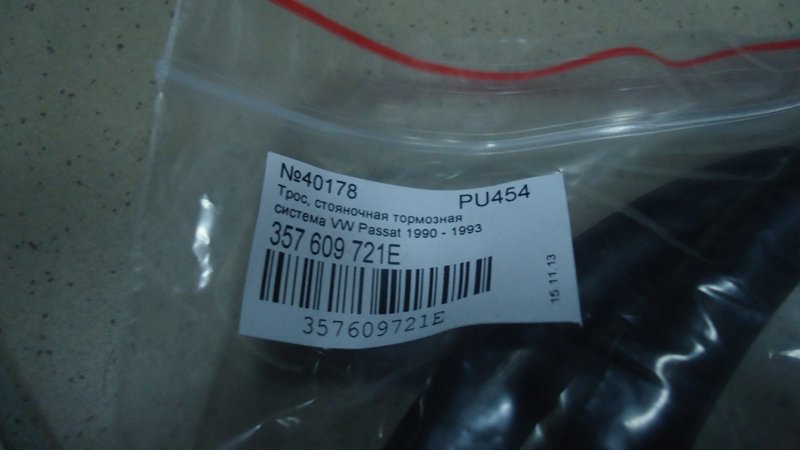 №40178
PU454
Трос, стояночная тормозная
система VW Passat 1990 - 1993
357 609 721E
357609721E
15.11.13